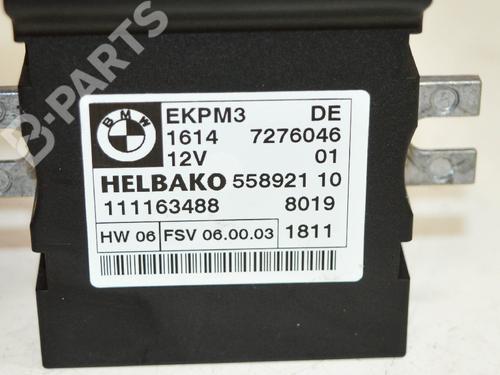 BMW
EKPM3 DE
1614 7276046
12V 01
HELBAKO 558921 10
111163488 8019
HW 06 FSV 06.00.03 1811
B-PARTS
B-PARTS